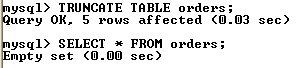 mysql> TRUNCATE TABLE orders;
Query OK, 5 rows affected (0.03 sec)
mysql> SELECT * FROM orders;
Empty set (0.00 sec)